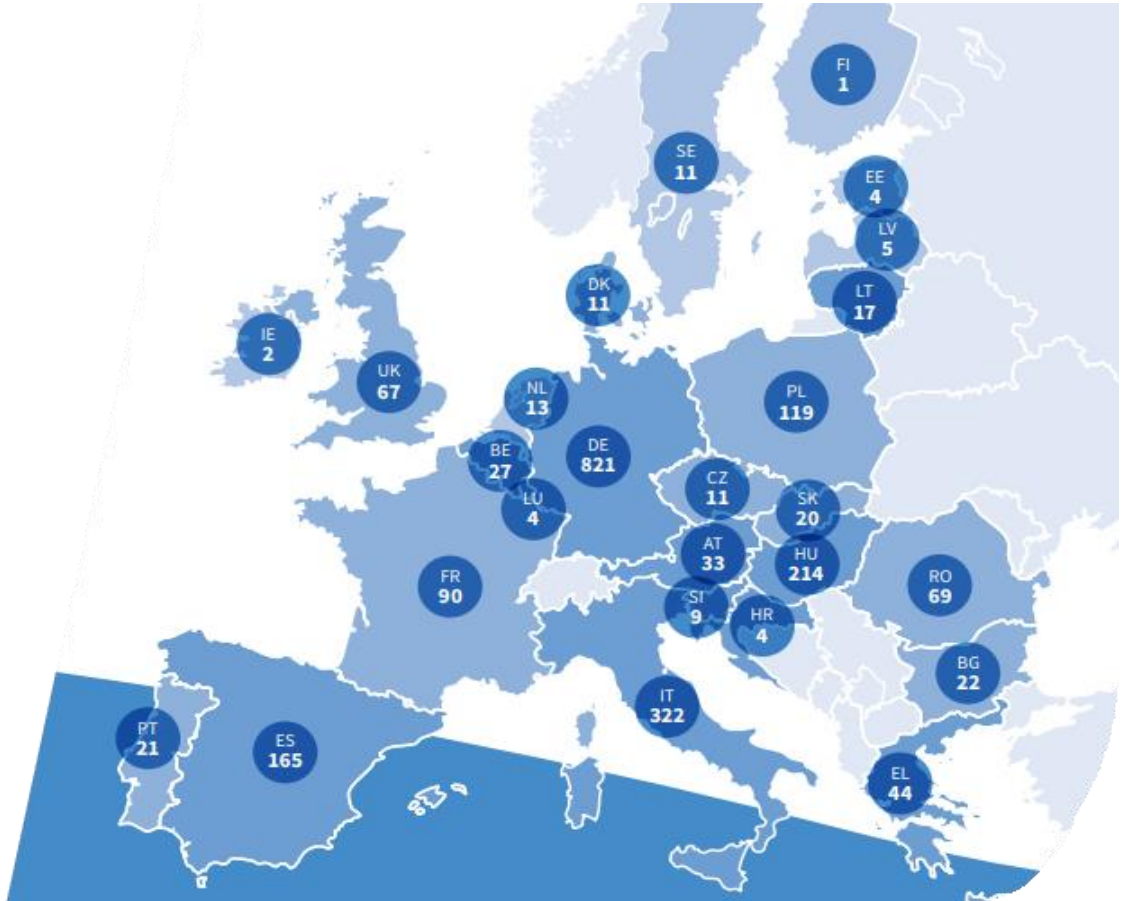 FI
1
SE
11
EE
4
LV
5
DK
11
LT
17
IE
2
UK
67
NL
13
PL
119
BE
27
DE
821
CZ
11
LU
4
SK
20
AT
33
HU
214
FR
90
RO
69
SI
9
HR
4
BG
22
IT
322
PT
21
ES
165
EL
44